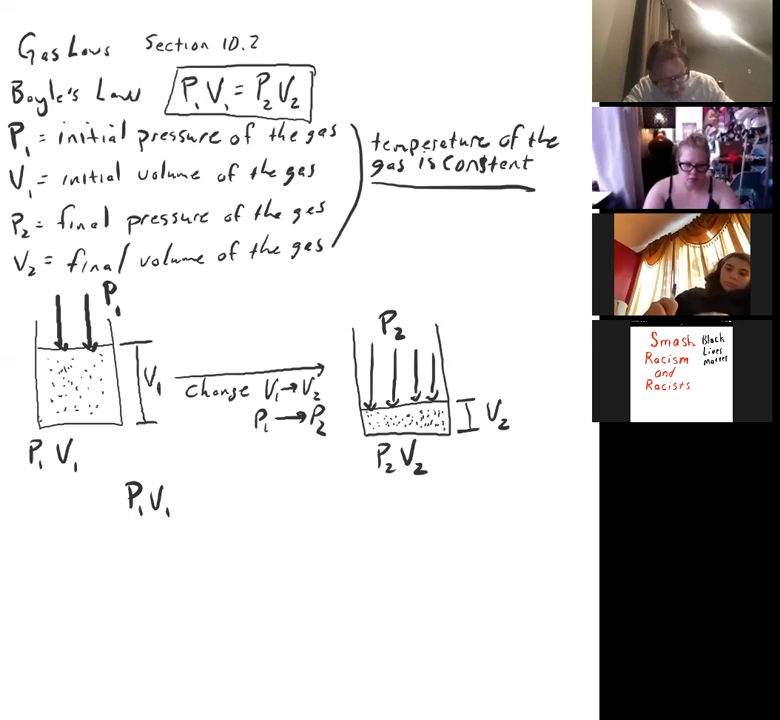 Gas Laws Section 10.2
Boyle's Law P₁V₁ = P₂V₂
P₁ = initial pressure of the gas
V₁ = initial volume of the gas
P₂ = final pressure of the gas
V₂ = final volume of the gas
temperature of the
gas is constant
P₁
V₁
P₁ V₁
change V₁ → V₂
P₁ → P₂
P₂
V₂
P₂ V₂
P₁ V₁
Smash
Racism
and
Racists
Black
Lives
Matter